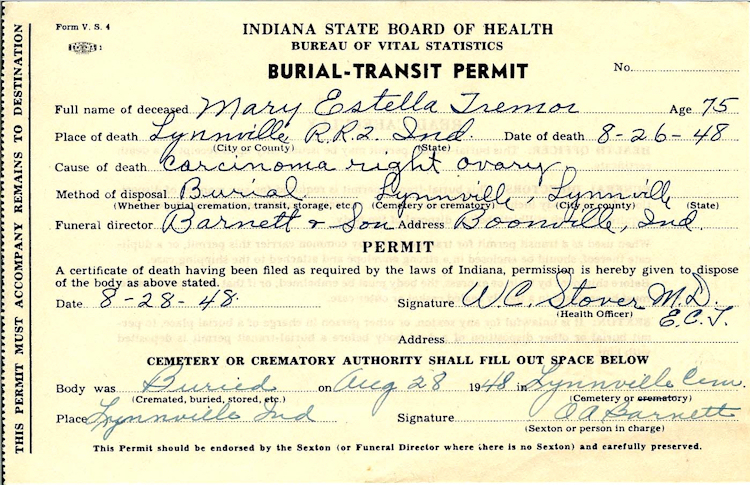 Form V. S. 4
INDIANA STATE BOARD OF HEALTH
BUREAU OF VITAL STATISTICS
BURIAL-TRANSIT PERMIT
No.
Full name of deceased Mary Estella Tremor Age 75
Place of death Lynnville R.R.2. Ind Date of death 8-26-48
(City or County) (State)
Cause of death Carcinoma right ovary
Method of disposal Burial Lynnville Lynnville
(Whether burial cremation, transit, storage, etc.) (Cemetery or crematory) (City or county) (State)
Funeral director Barnett & Son Address Boonville, Ind.
PERMIT
A certificate of death having been filed as required by the laws of Indiana, permission is hereby given to dispose
of the body as above stated.
Date 8-28-48. Signature W.C. Stover M.D.
(Health Officer) E.C.T.
Address
CEMETERY OR CREMATORY AUTHORITY SHALL FILL OUT SPACE BELOW
Body was Buried on Aug 28 1948 in Lynnville Cem
(Cremated, buried, stored, etc.) (Cemetery or crematory)
Place Lynnville Ind Signature O A Barnett
(Sexton or person in charge)
This Permit should be endorsed by the Sexton (or Funeral Director where there is no Sexton) and carefully preserved.
THIS PERMIT MUST ACCOMPANY REMAINS TO DESTINATION